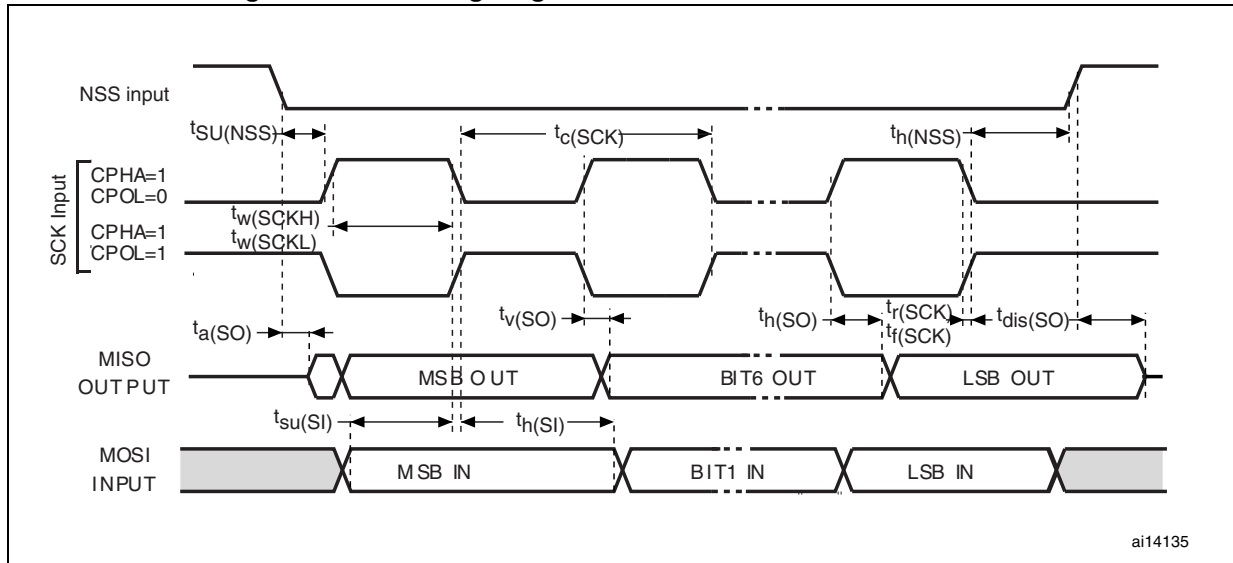 NSS input
tSU(NSS)
tc(SCK)
th(NSS)
SCK Input
CPHA=1
CPOL=0
tw(SCKH)
CPHA=1
tw(SCKL)
CPOL=1
ta(SO)
tv(SO)
th(SO)
tr(SCK)
tf(SCK)
tdis(SO)
MISO
OUTPUT
MSB OUT
BIT6 OUT
LSB OUT
tsu(SI)
th(SI)
MOSI
INPUT
MSB IN
BIT1 IN
LSB IN
ai14135